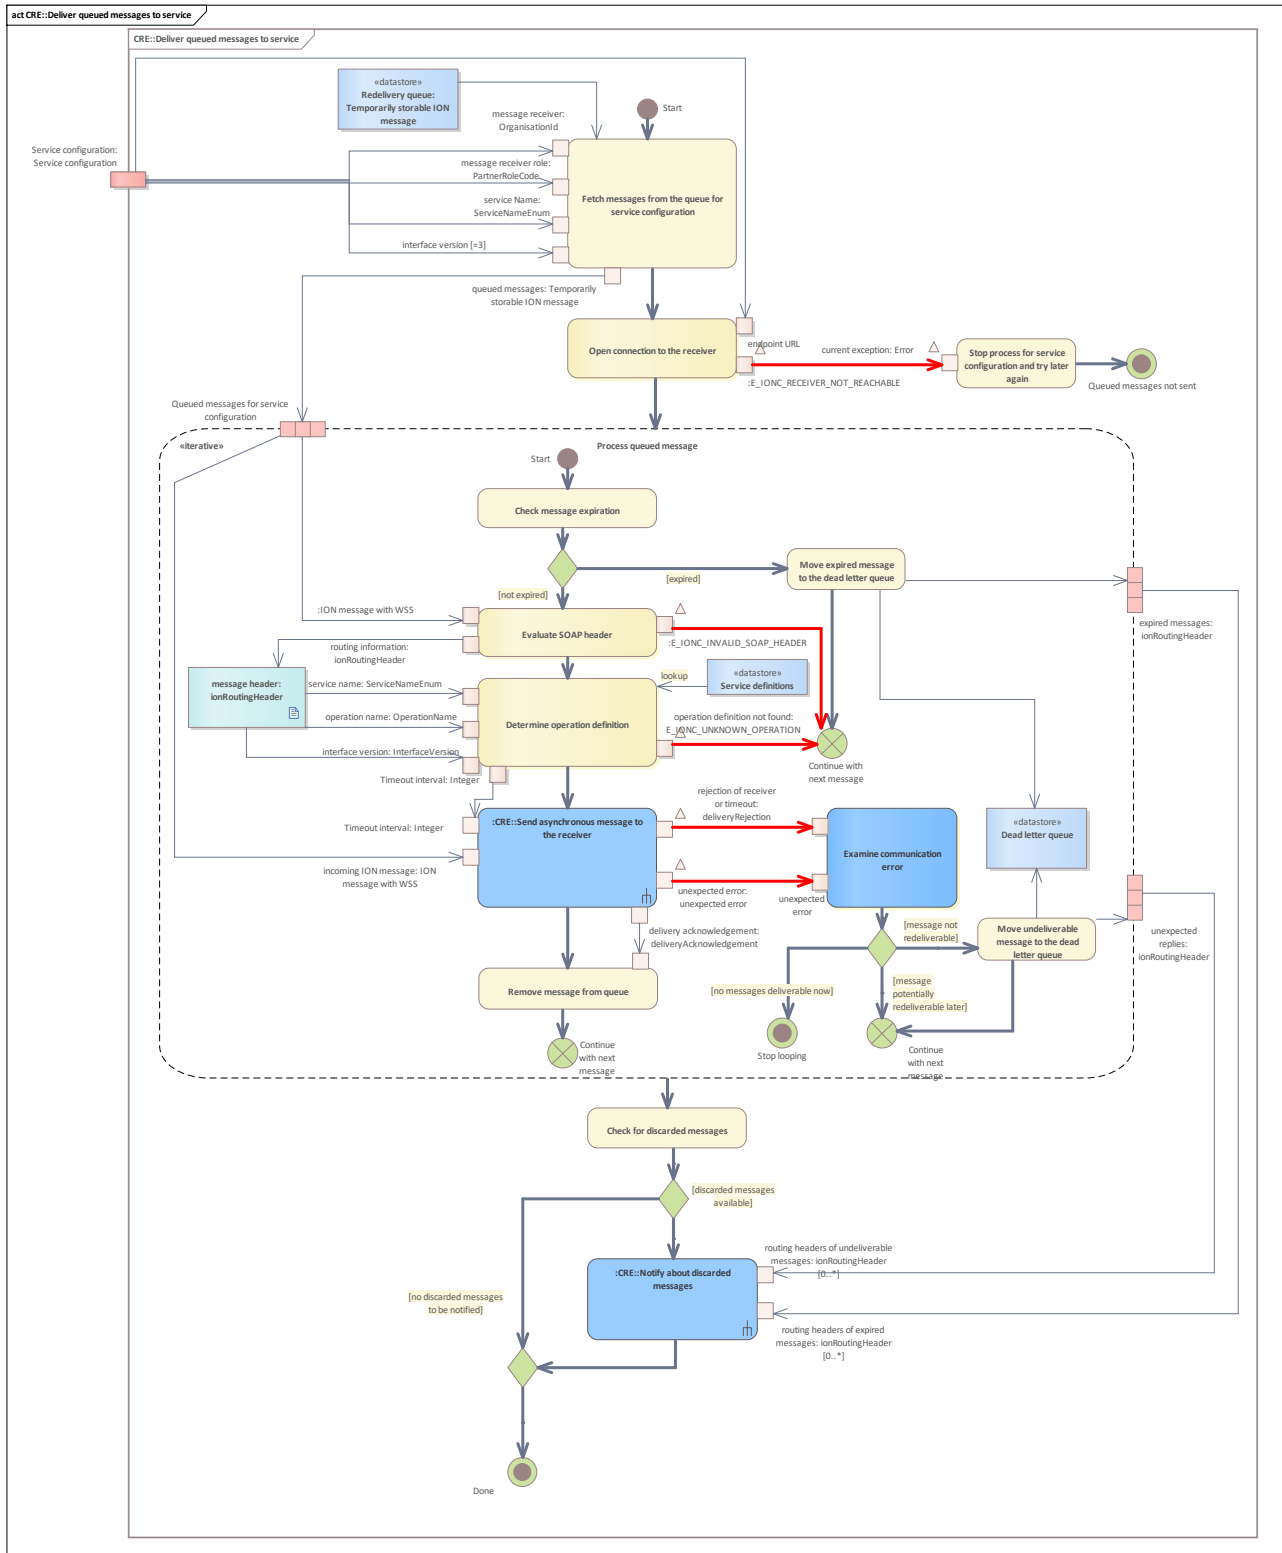 act CRE::Deliver queued messages to service
CRE::Deliver queued messages to service
«datastore»
Redelivery queue:
Temporarily storable ION
message
Start
message receiver:
OrganisationId
Service configuration:
Service configuration
message receiver role:
PartnerRoleCode
Fetch messages from the queue for
service configuration
service Name:
ServiceNameEnum
interface version [=3]
queued messages: Temporarily
storable ION message
Open connection to the receiver
endpoint URL
current exception: Error
:E_IONC_RECEIVER_NOT_REACHABLE
Stop process for service
configuration and try later
again
Queued messages not sent
Queued messages for service
configuration
«iterative»
Process queued message
Start
Check message expiration
[expired]
[not expired]
Move expired message
to the dead letter queue
:ION message with WSS
Evaluate SOAP header
:E_IONC_INVALID_SOAP_HEADER
expired messages:
ionRoutingHeader
routing information:
ionRoutingHeader
message header:
ionRoutingHeader
service name: ServiceNameEnum
lookup
«datastore»
Service definitions
operation name: OperationName
Determine operation definition
operation definition not found:
E_IONC_UNKNOWN_OPERATION
interface version: InterfaceVersion
Continue with
next message
Timeout interval: Integer
rejection of receiver
or timeout:
deliveryRejection
Timeout interval: Integer
:CRE::Send asynchronous message to
the receiver
Examine communication
error
«datastore»
Dead letter queue
incoming ION message: ION
message with WSS
unexpected error:
unexpected error
unexpected
error
delivery acknowledgement:
deliveryAcknowledgement
[message not
redeliverable]
Move undeliverable
message to the dead
letter queue
unexpected
replies:
ionRoutingHeader
Remove message from queue
[no messages deliverable now]
[message
potentially
redeliverable later]
Continue
with next
message
Stop looping
Continue
with next
message
Check for discarded messages
[discarded messages
available]
routing headers of undeliverable
messages: ionRoutingHeader
[0..*]
:CRE::Notify about discarded
messages
[no discarded messages
to be notified]
routing headers of expired
messages: ionRoutingHeader
[0..*]
Done